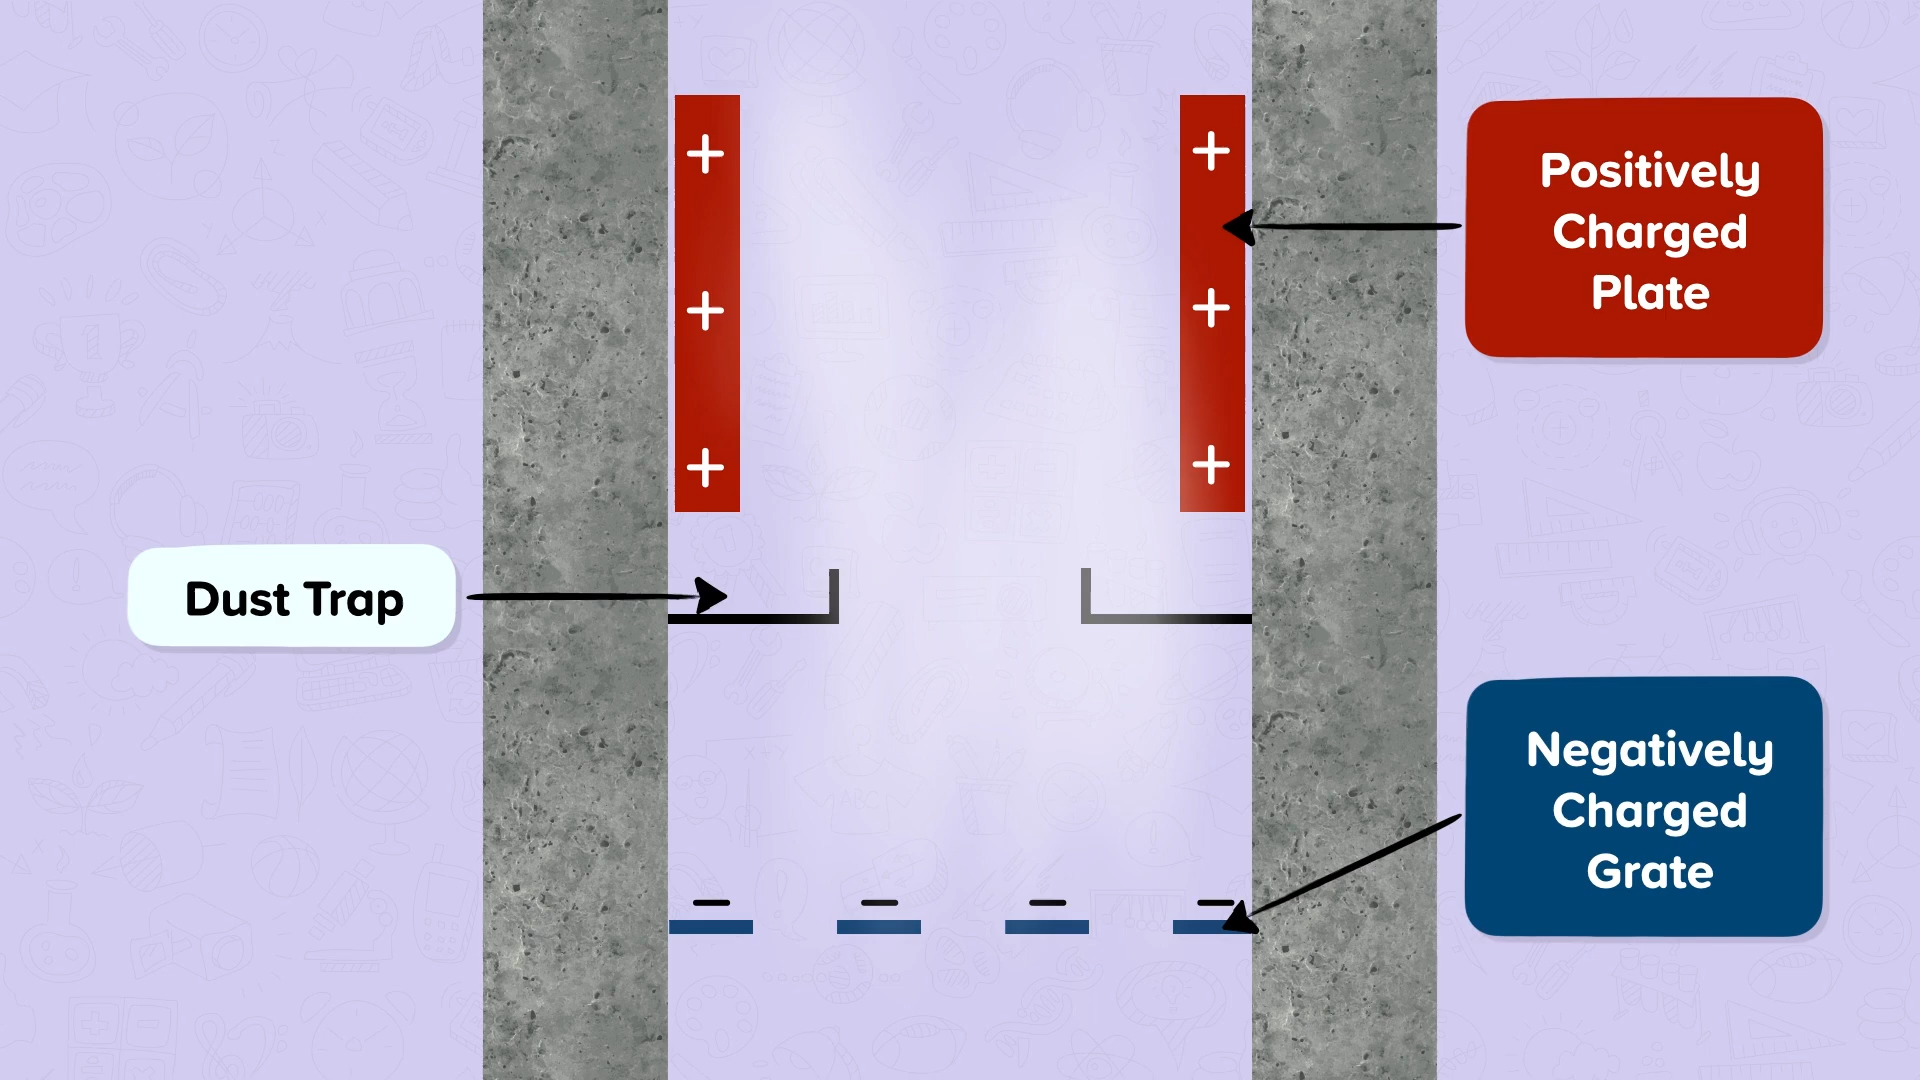 + +
Positively
Charged
Plate
+ +
+ +
Dust Trap
Negatively
Charged
Grate
− − − −